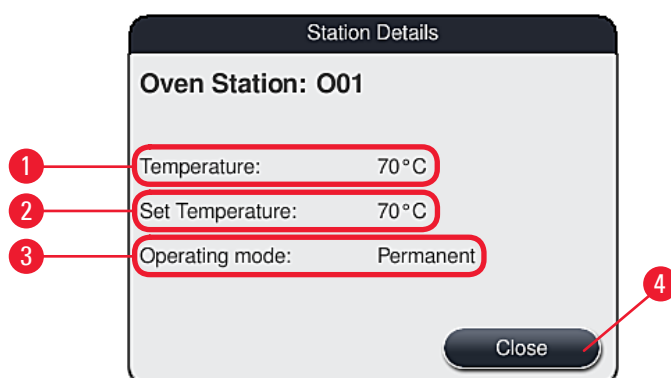 Station Details
Oven Station: O01
1 Temperature: 70°C
2 Set Temperature: 70°C
3 Operating mode: Permanent
4
Close